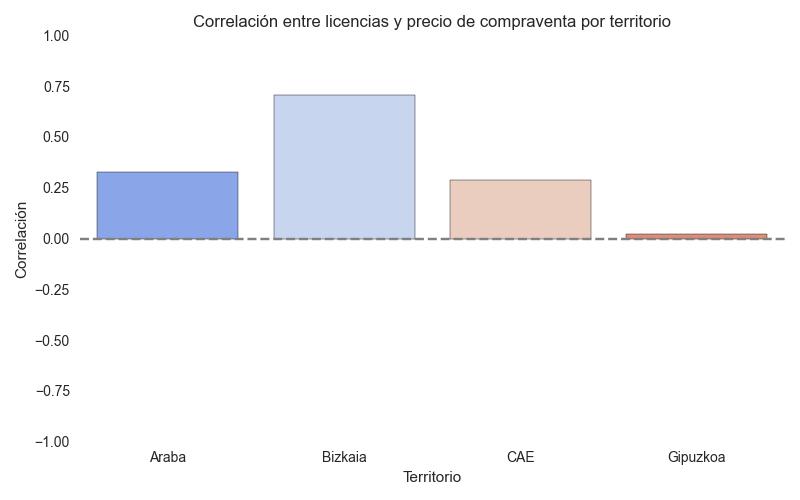 Correlación entre licencias y precio de compraventa por territorio
1.00
0.75
0.50
0.25
0.00
−0.25
−0.50
−0.75
−1.00
Correlación
Araba Bizkaia CAE Gipuzkoa
Territorio